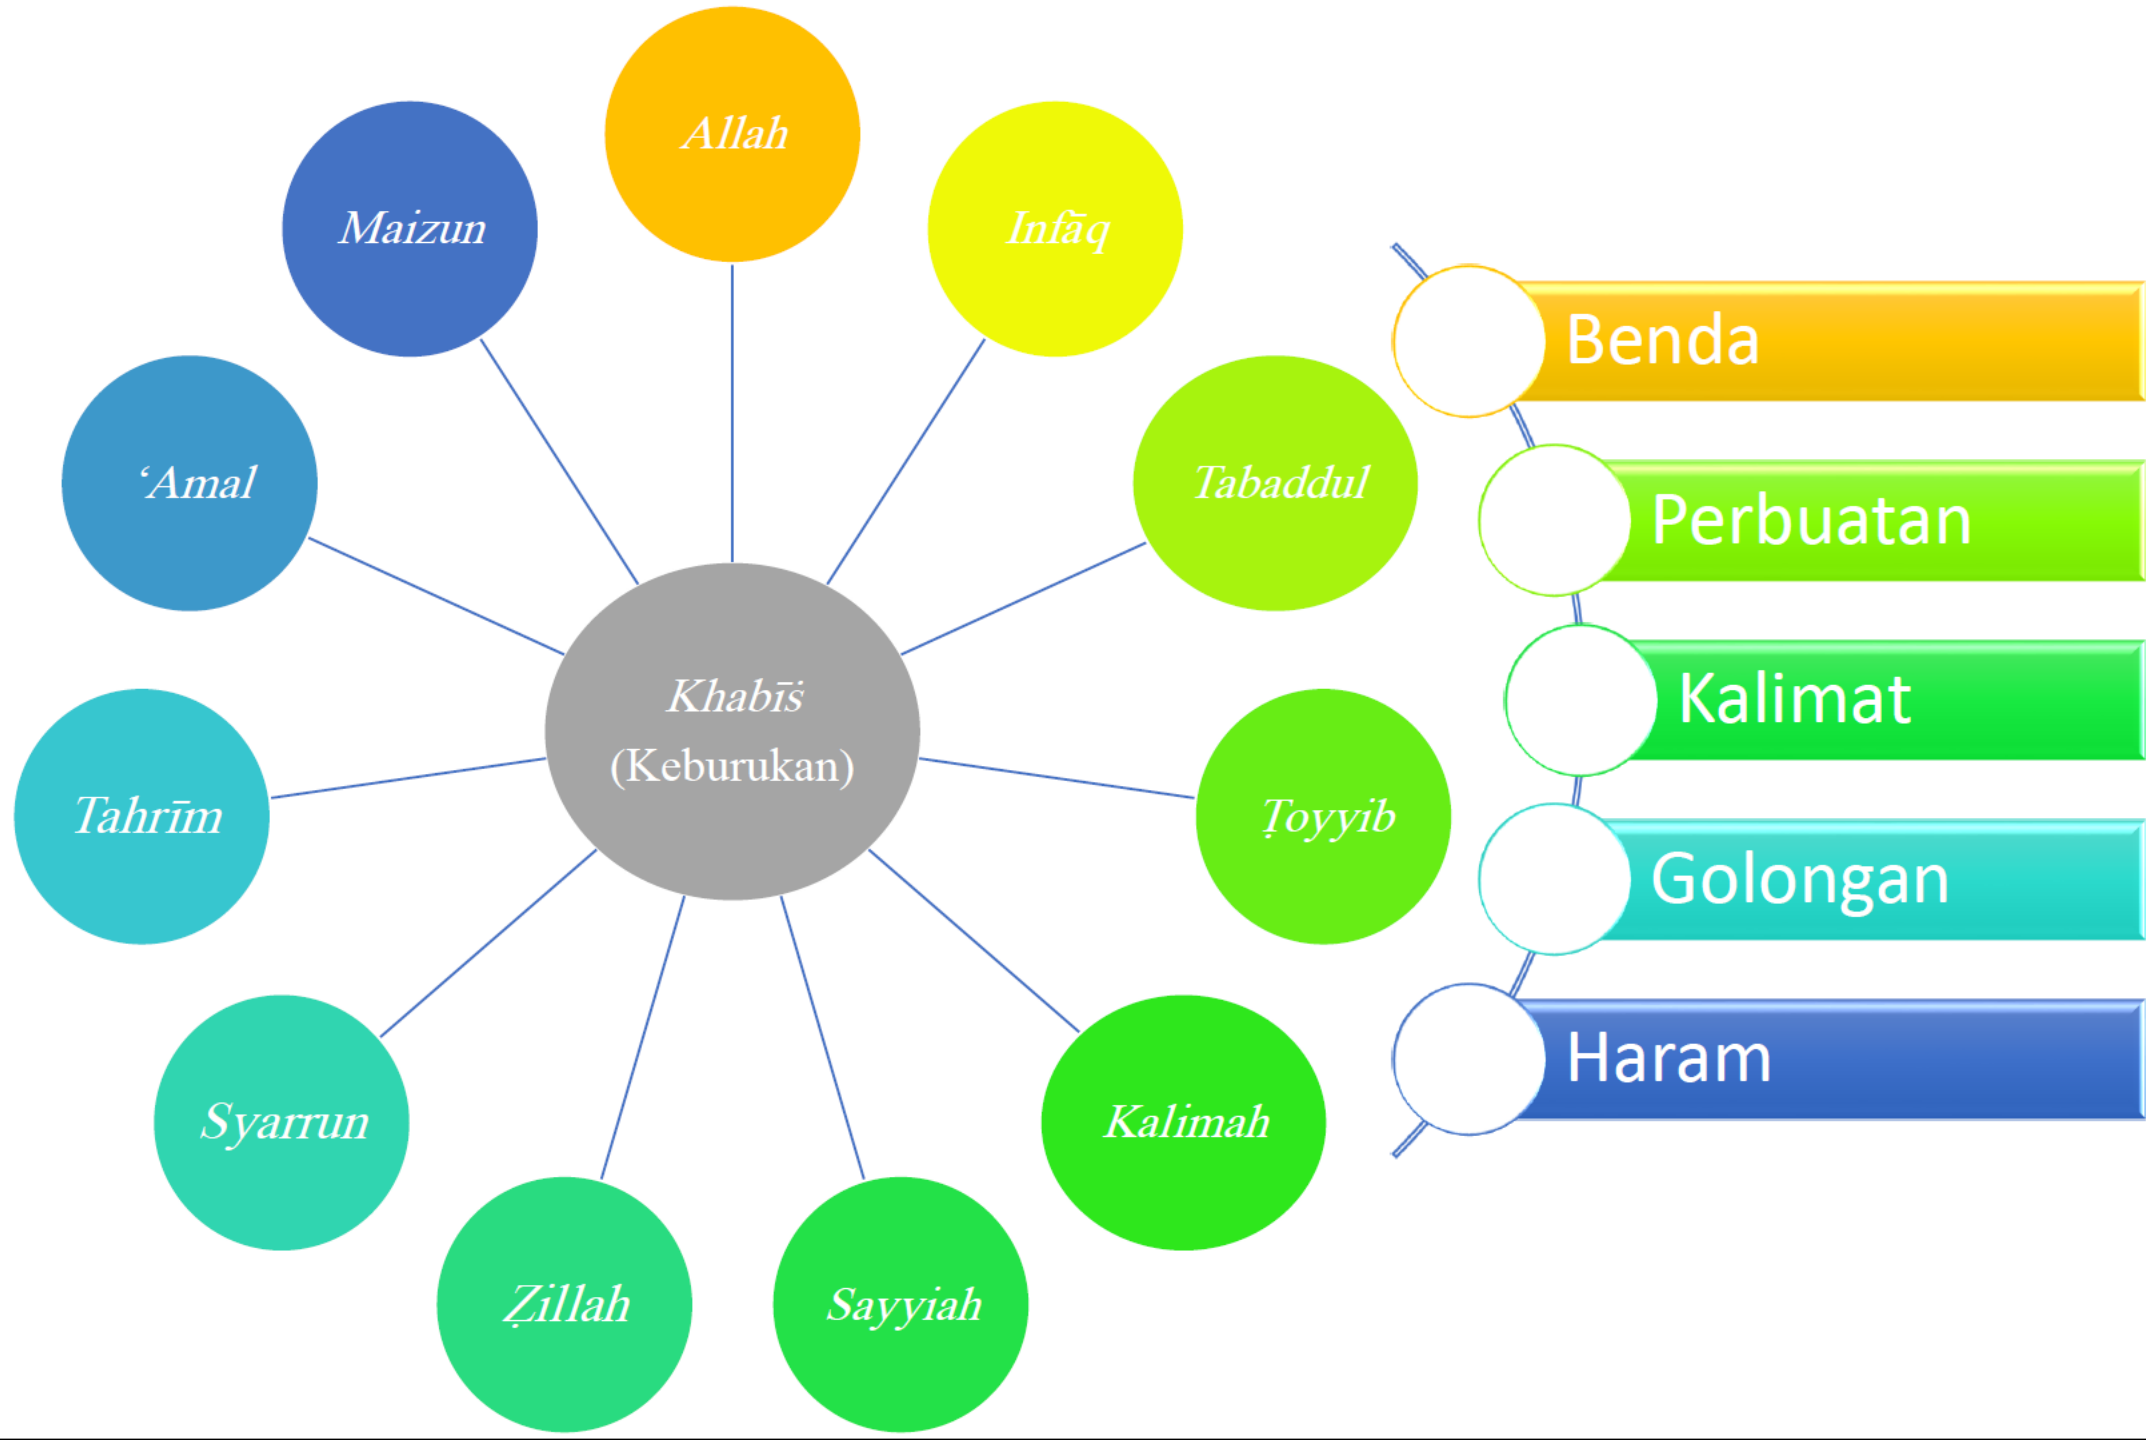 Allah
Infāq
Tabaddul
Ṭoyyib
Kalimah
Sayyiah
Ẓillah
Syarrun
Tahrīm
‘Amal
Maizun
Khabīṡ
(Keburukan)
Benda
Perbuatan
Kalimat
Golongan
Haram